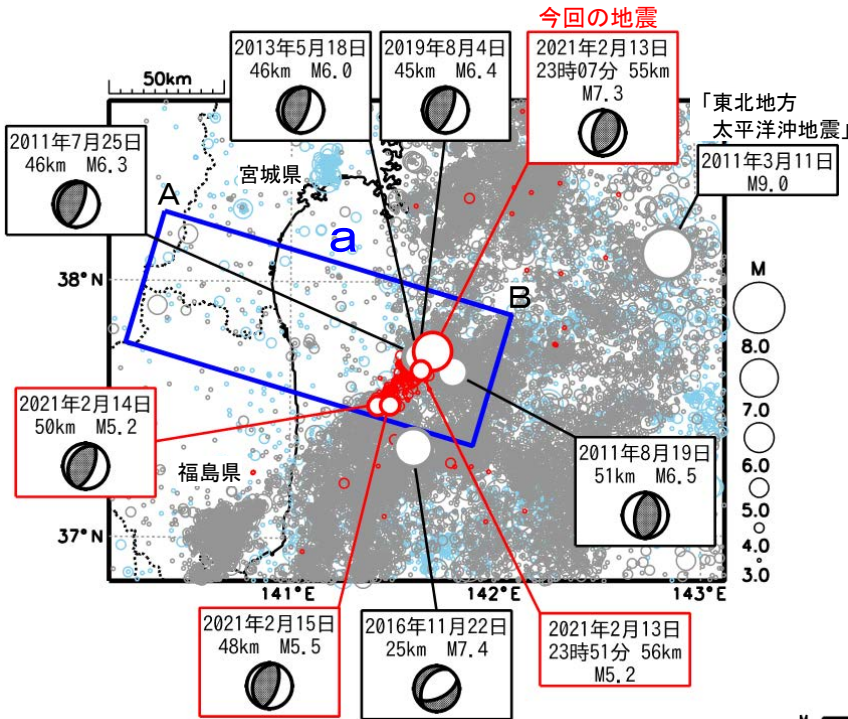 今回の地震
2013年5月18日
46km M6.0
2019年8月4日
45km M6.4
2021年2月13日
23時07分 55km
M7.3
50km
「東北地方
太平洋沖地震」
2011年3月11日
M9.0
2011年7月25日
46km M6.3
宮城県
A
a
B
38°N
M
8.0
7.0
6.0
5.0
4.0
3.0
2021年2月14日
50km M5.2
福島県
2011年8月19日
51km M6.5
37°N
141°E
142°E
143°E
2021年2月15日
48km M5.5
2016年11月22日
25km M7.4
2021年2月13日
23時51分 56km
M5.2